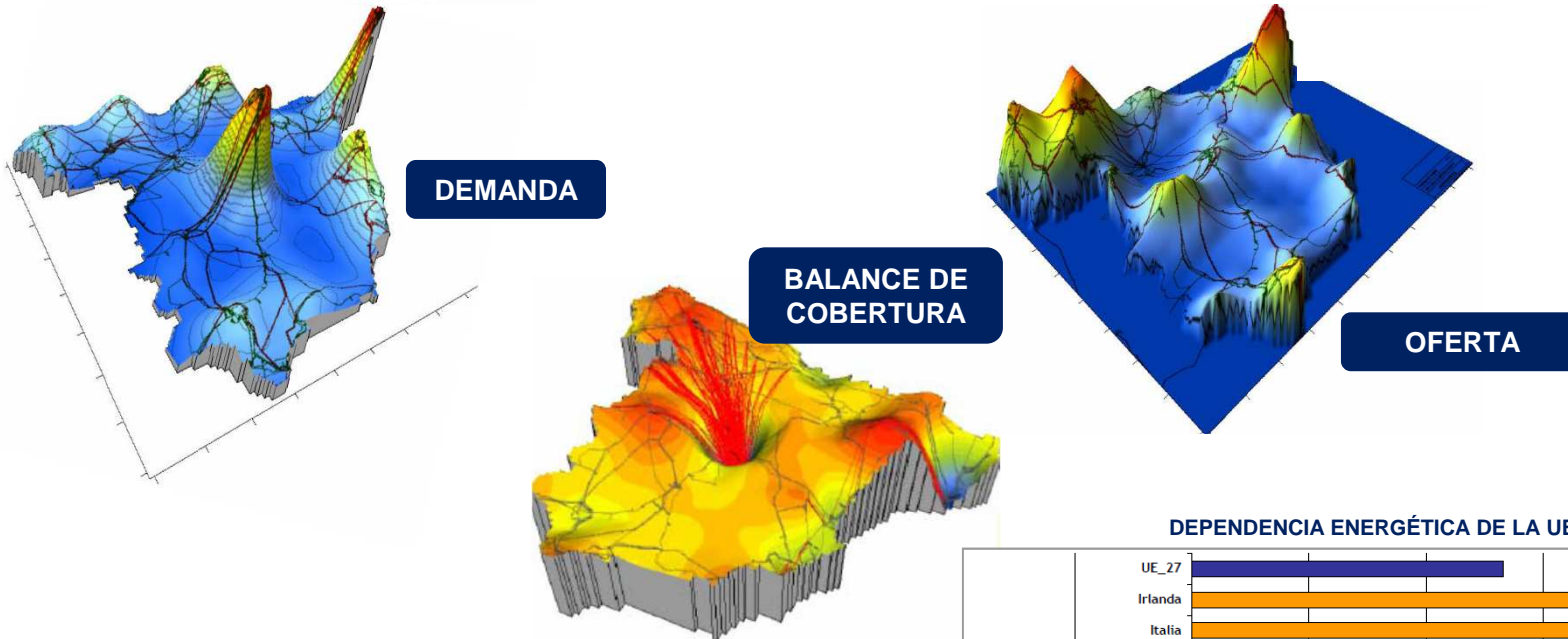 DEMANDA
BALANCE DE
COBERTURA
OFERTA
DEPENDENCIA ENERGÉTICA DE LA UE
UE_27
Irlanda
Italia